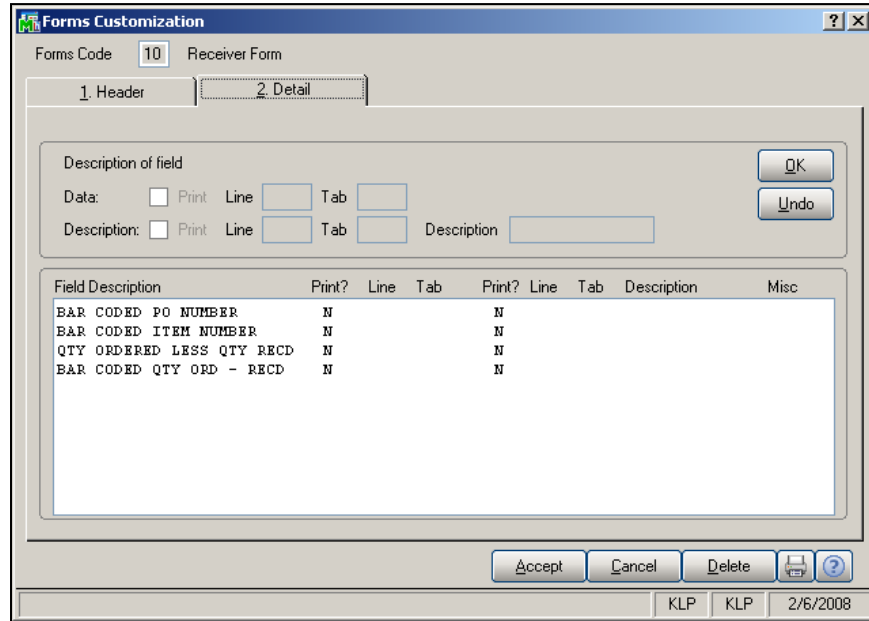 Forms Customization
Forms Code 10 Receiver Form
1. Header 2. Detail
Description of field
OK
Data: Print Line Tab
Undo
Description: Print Line Tab Description
Field Description Print? Line Tab Print? Line Tab Description Misc
BAR CODED PO NUMBER N N
BAR CODED ITEM NUMBER N N
QTY ORDERED LESS QTY RECD N N
BAR CODED QTY ORD - RECD N N
Accept Cancel Delete
KLP KLP 2/6/2008